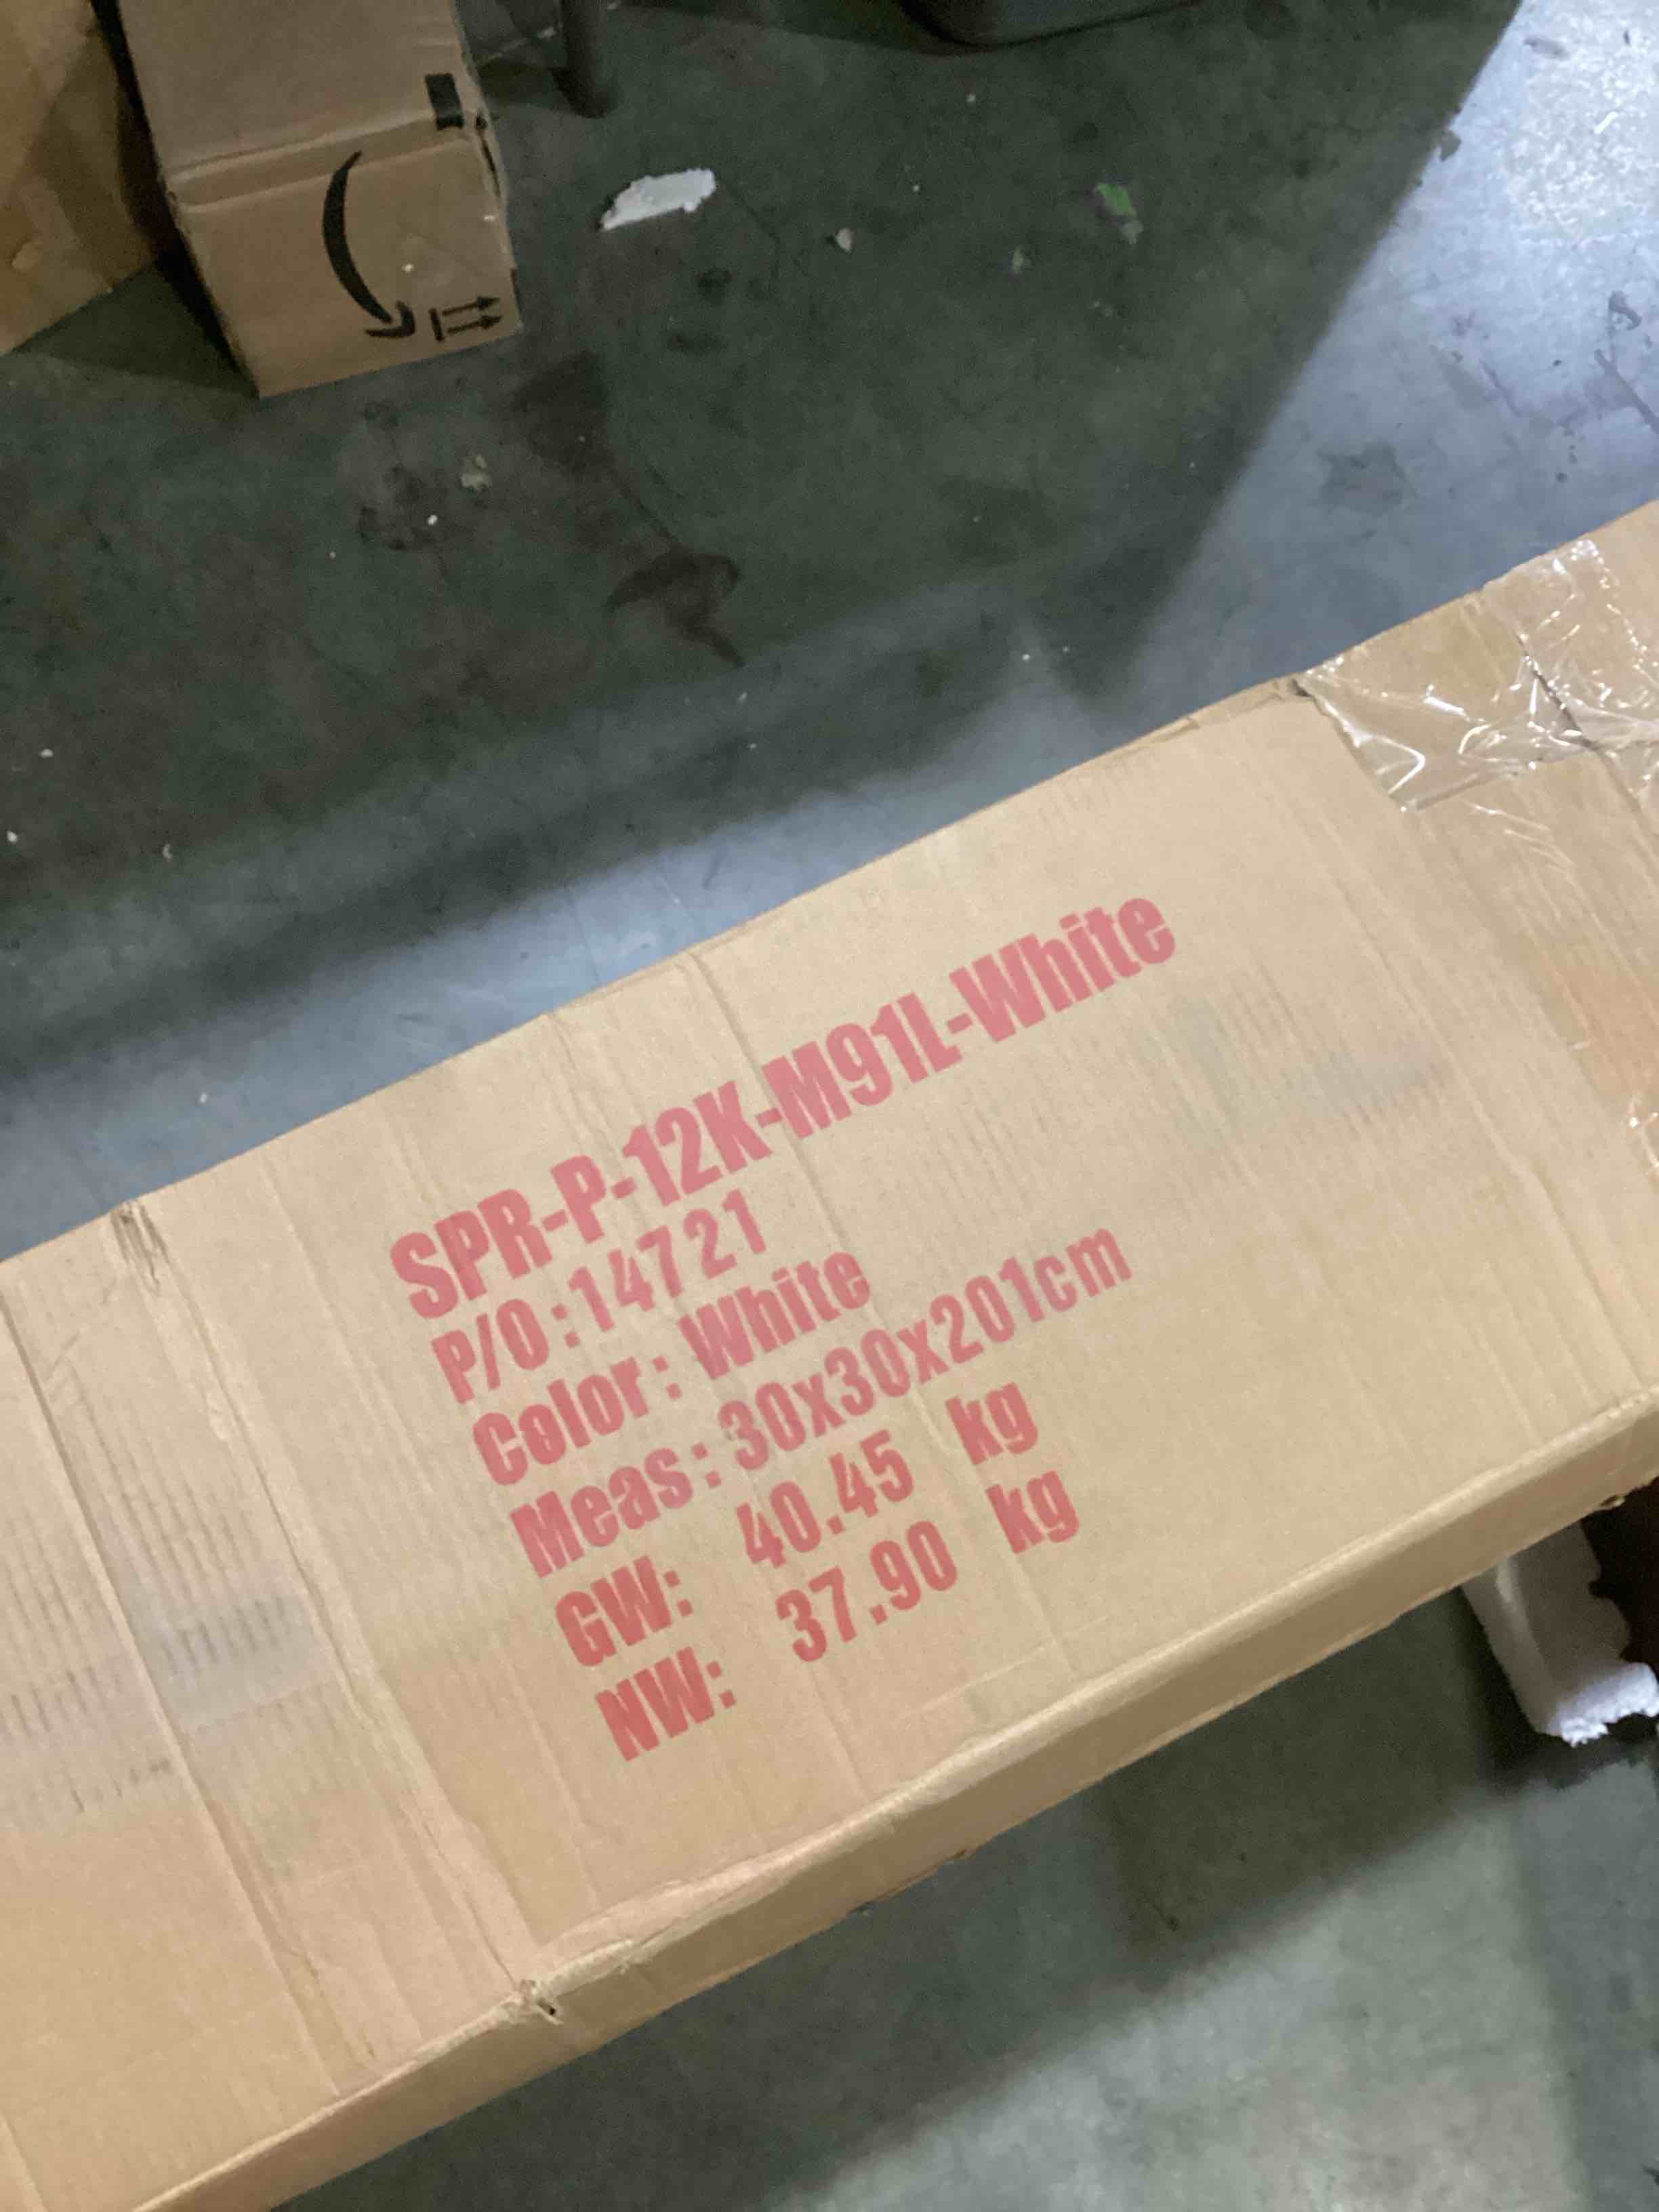 SPR-P-12K-M91L-White
P/O:14721
Color: White
Meas: 30x30x201cm
GW: 40.45 kg
NW: 37.90 kg